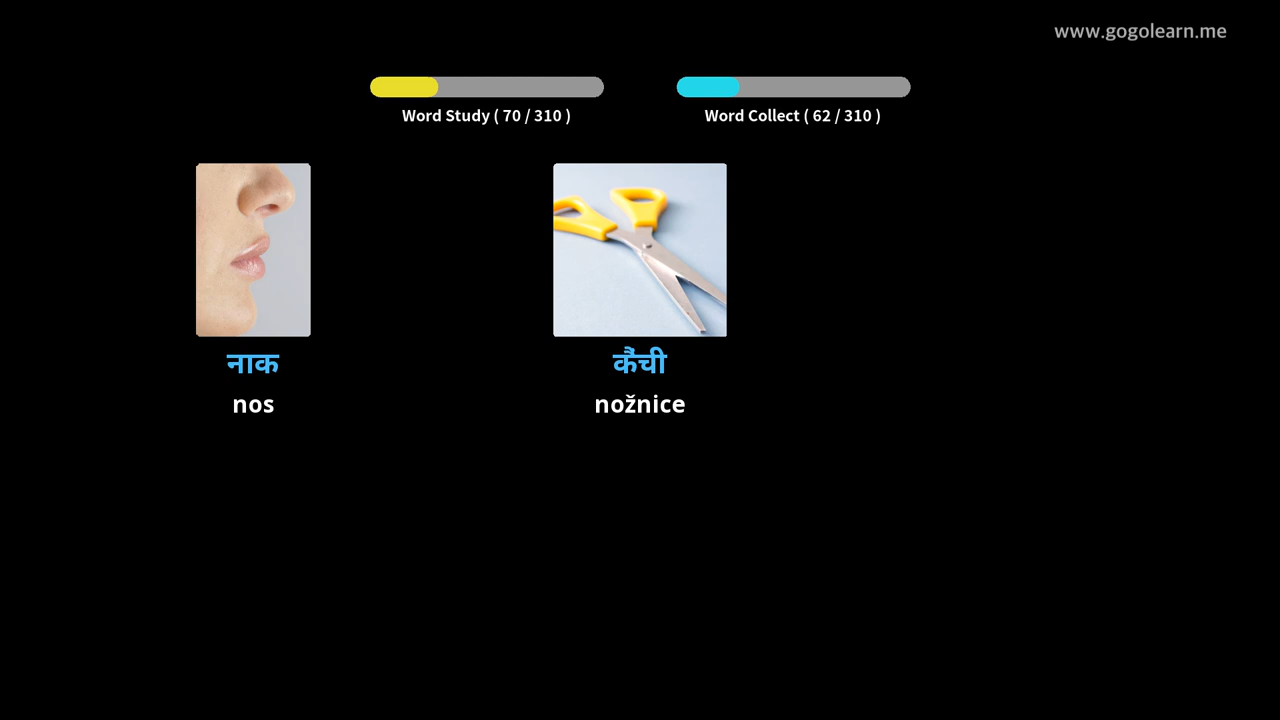 www.gogolearn.me
Word Study ( 70 / 310 )
Word Collect ( 62 / 310 )
नाक
कैंची
nos
nožnice